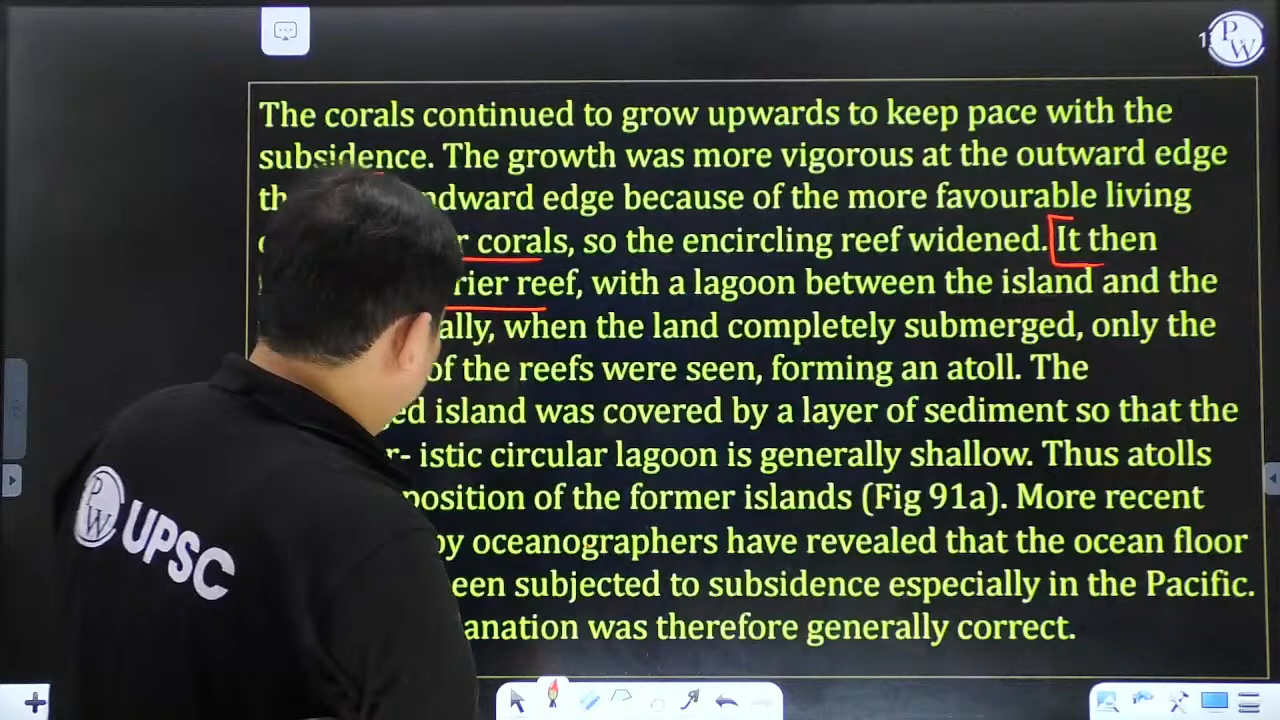 The corals continued to grow upwards to keep pace with the
subsidence. The growth was more vigorous at the outward edge
th ndward edge because of the more favourable living
r corals, so the encircling reef widened. It then
rier reef, with a lagoon between the island and the
ally, when the land completely submerged, only the
of the reefs were seen, forming an atoll. The
ed island was covered by a layer of sediment so that the
r- istic circular lagoon is generally shallow. Thus atolls
position of the former islands (Fig 91a). More recent
by oceanographers have revealed that the ocean floor
een subjected to subsidence especially in the Pacific.
anation was therefore generally correct.
PW
PW UPSC